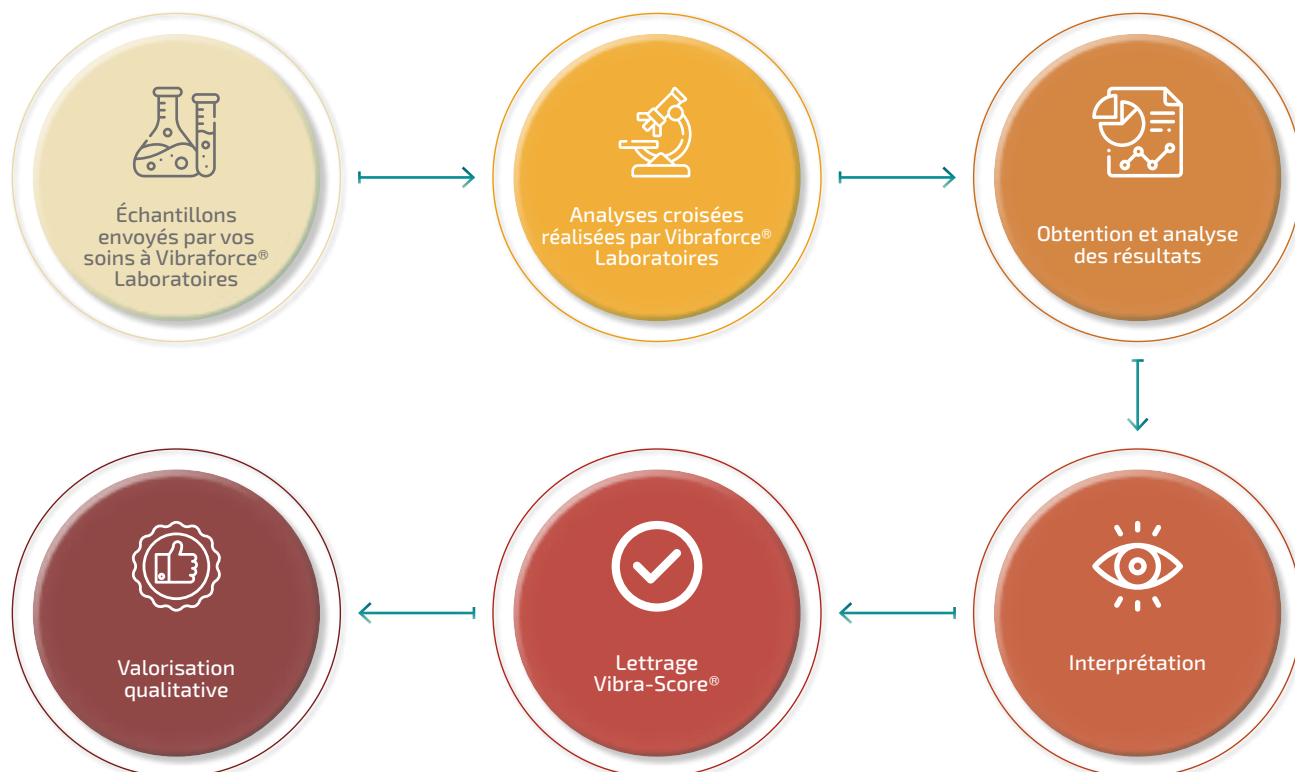 Échantillons
envoyés par vos
soins à Vibraforce®
Laboratoires
Analyses croisées
réalisées par Vibraforce®
Laboratoires
Obtention et analyse
des résultats
Interprétation
Lettrage
Vibra-Score®
Valorisation
qualitative